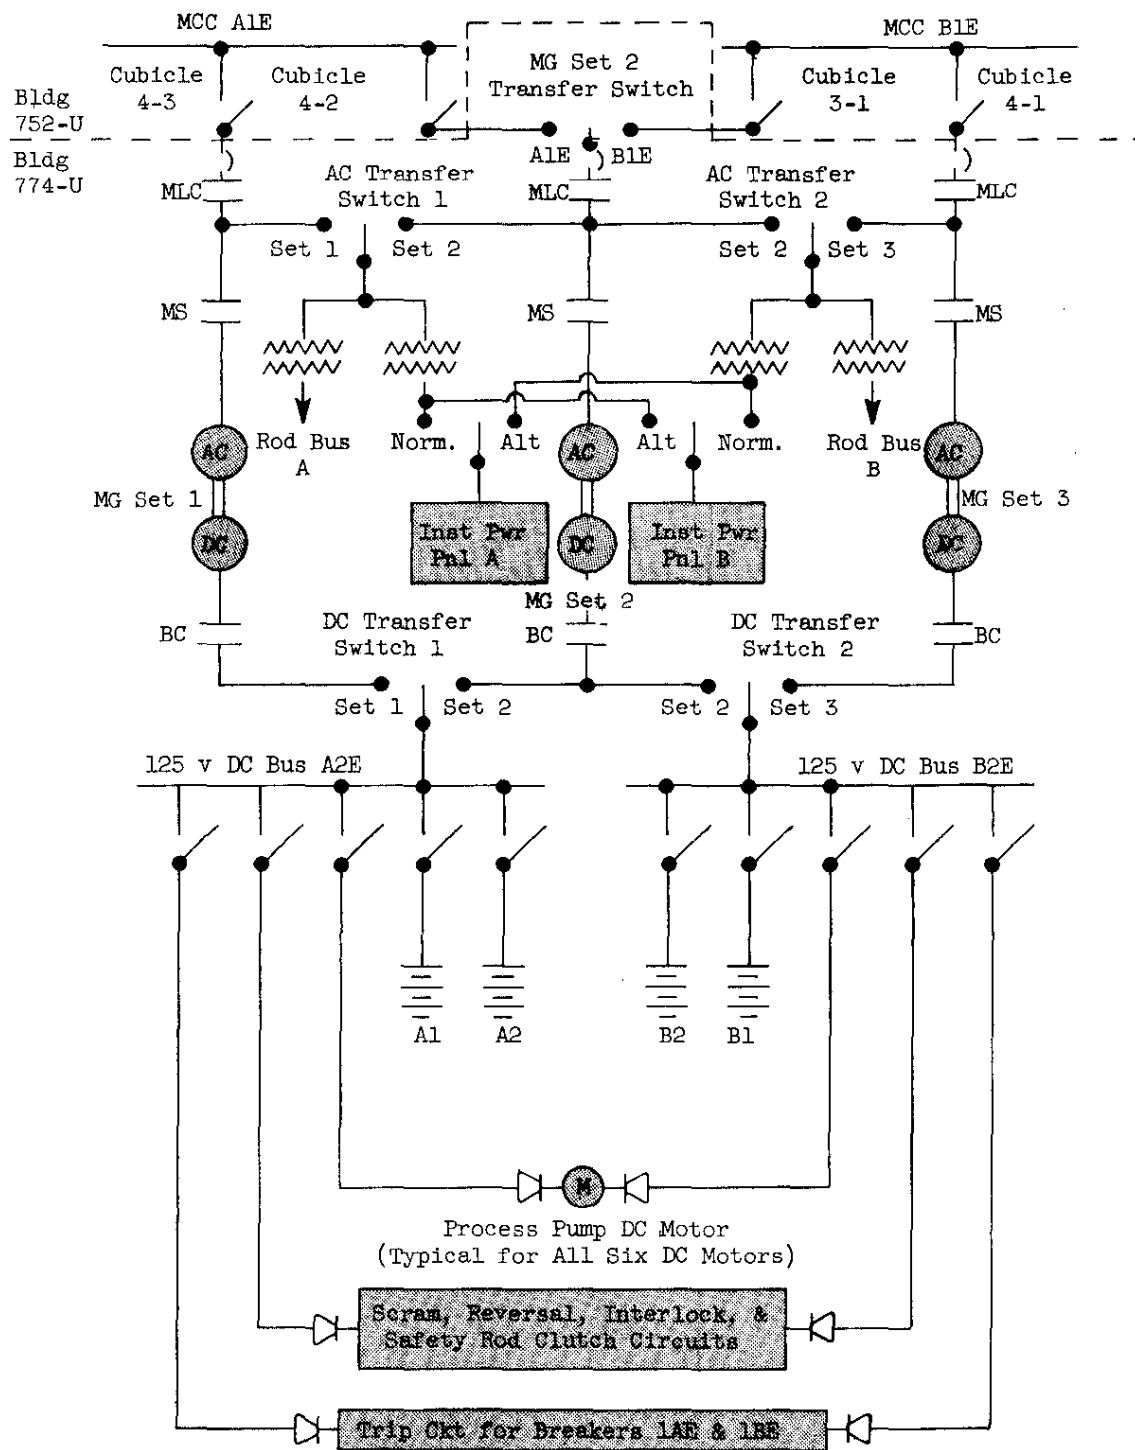 MCC A1E
MCC B1E
MG Set 2
Transfer Switch
Cubicle
4-3
Cubicle
4-2
Cubicle
3-1
Cubicle
4-1
Bldg
752-U
Bldg
774-U
A1E
B1E
MLC
AC Transfer
Switch 1
MLC
AC Transfer
Switch 2
MLC
Set 1
Set 2
Set 2
Set 3
MS
MS
MS
Rod Bus
A
Norm.
Alt
Alt
Norm.
Rod Bus
B
AC
AC
AC
MG Set 1
MG Set 3
Inst Pwr
Pnl A
Inst Pwr
Pnl B
DC
DC
DC
MG Set 2
BC
DC Transfer
Switch 1
BC
DC Transfer
Switch 2
BC
Set 1
Set 2
Set 2
Set 3
125 v DC Bus A2E
125 v DC Bus B2E
A1
A2
B2
B1
M
Process Pump DC Motor
(Typical for All Six DC Motors)
Scram, Reversal, Interlock, &
Safety Rod Clutch Circuits
Trip Ckt for Breakers 1AE & 1BE